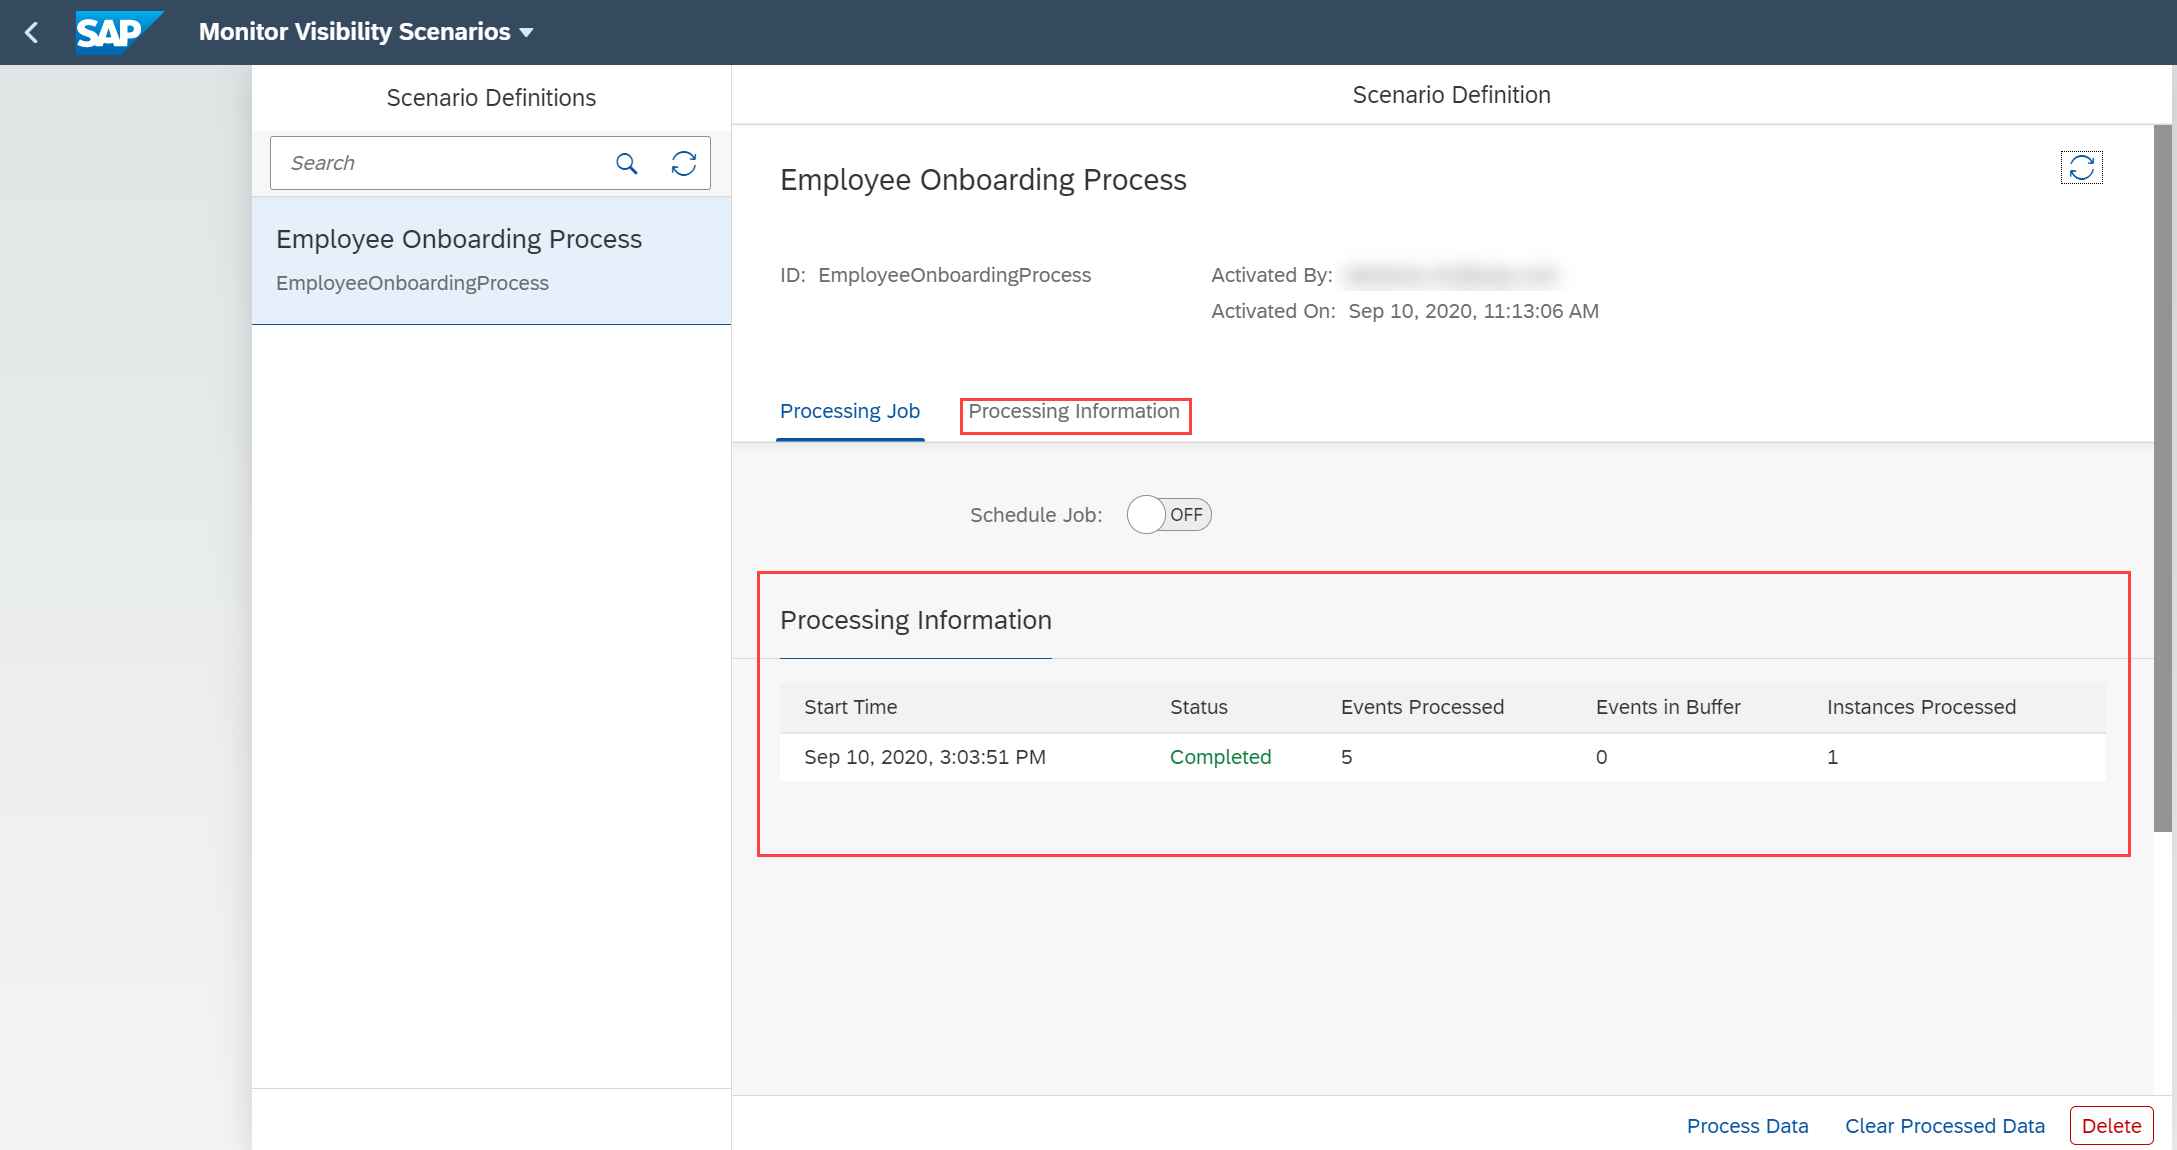 SAP Monitor Visibility Scenarios
Scenario Definitions
Search
Employee Onboarding Process
EmployeeOnboardingProcess
Scenario Definition
Employee Onboarding Process
ID: EmployeeOnboardingProcess
Activated By:
Activated On: Sep 10, 2020, 11:13:06 AM
Processing Job Processing Information
Schedule Job: OFF
Processing Information
Start Time Status Events Processed Events in Buffer Instances Processed
Sep 10, 2020, 3:03:51 PM Completed 5 0 1
Process Data Clear Processed Data Delete